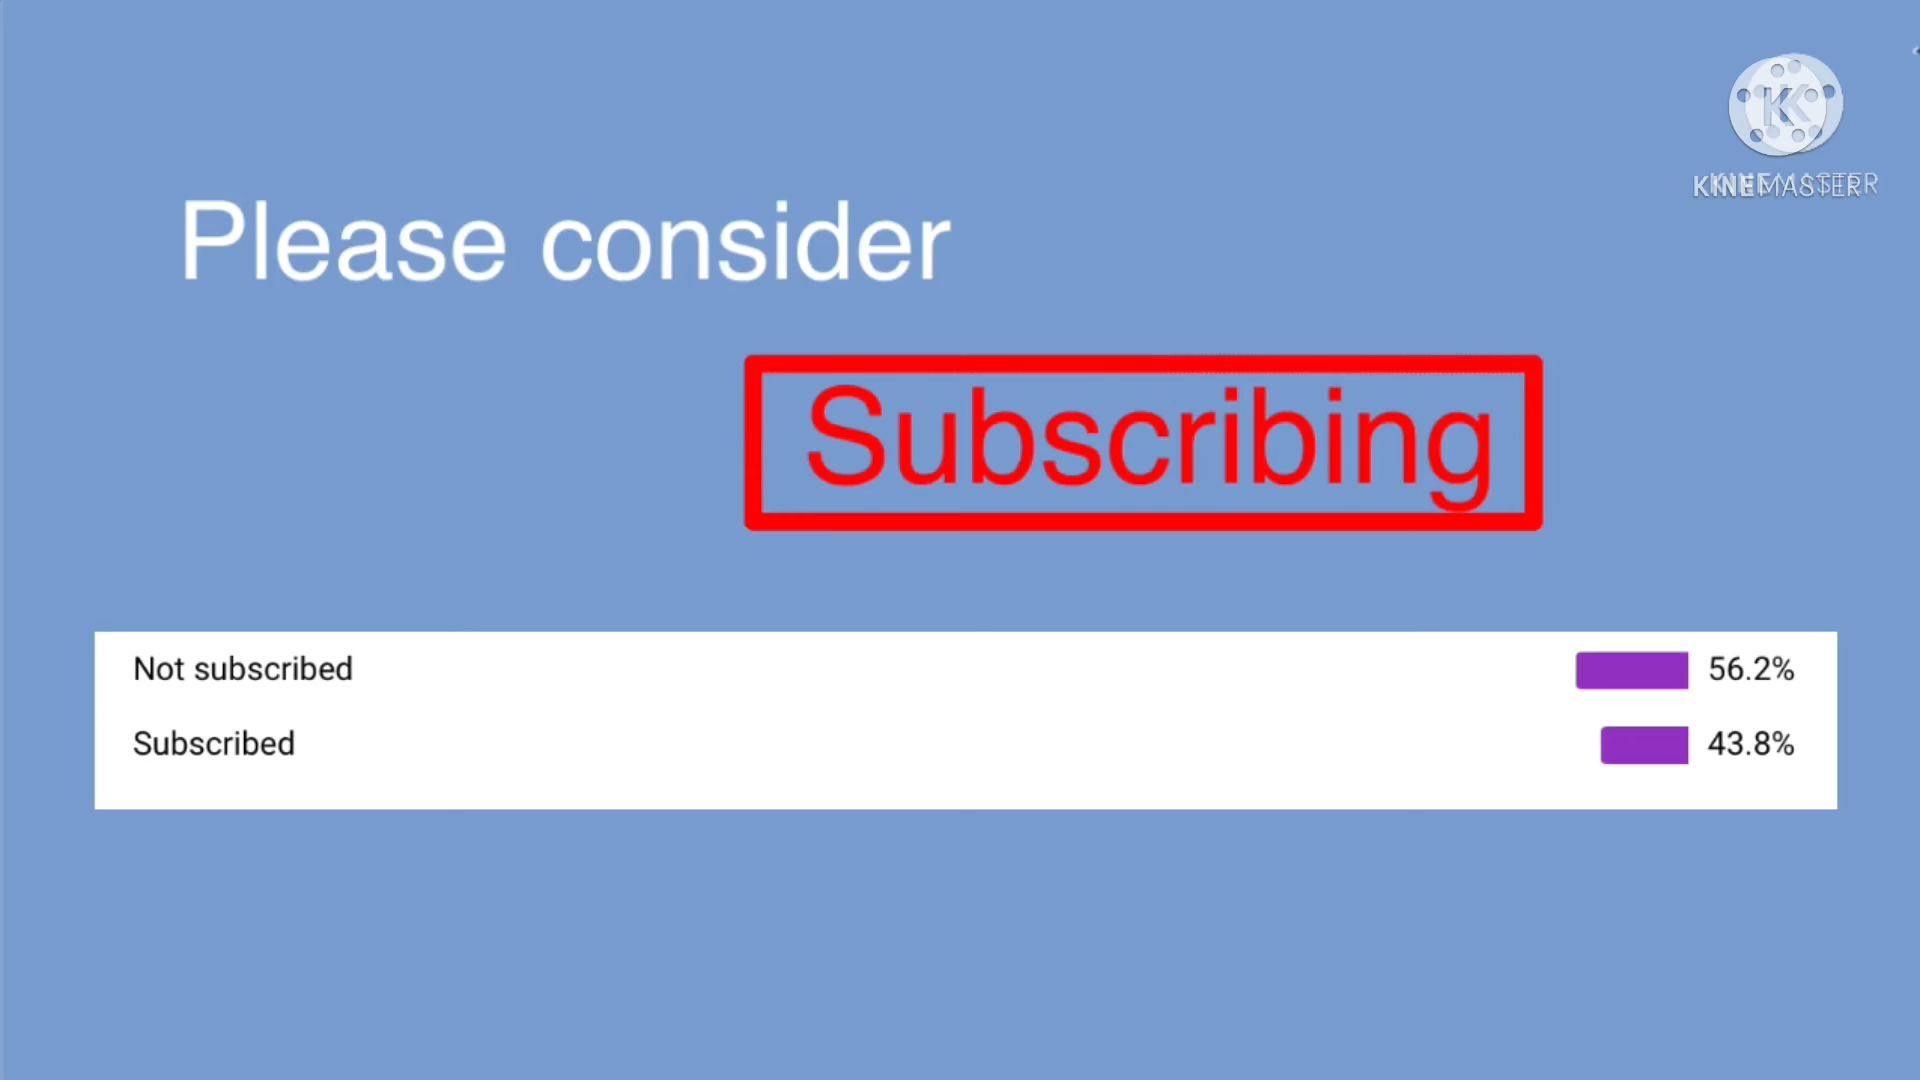 KINEMASTER
Please consider
Subscribing
Not subscribed 56.2%
Subscribed 43.8%